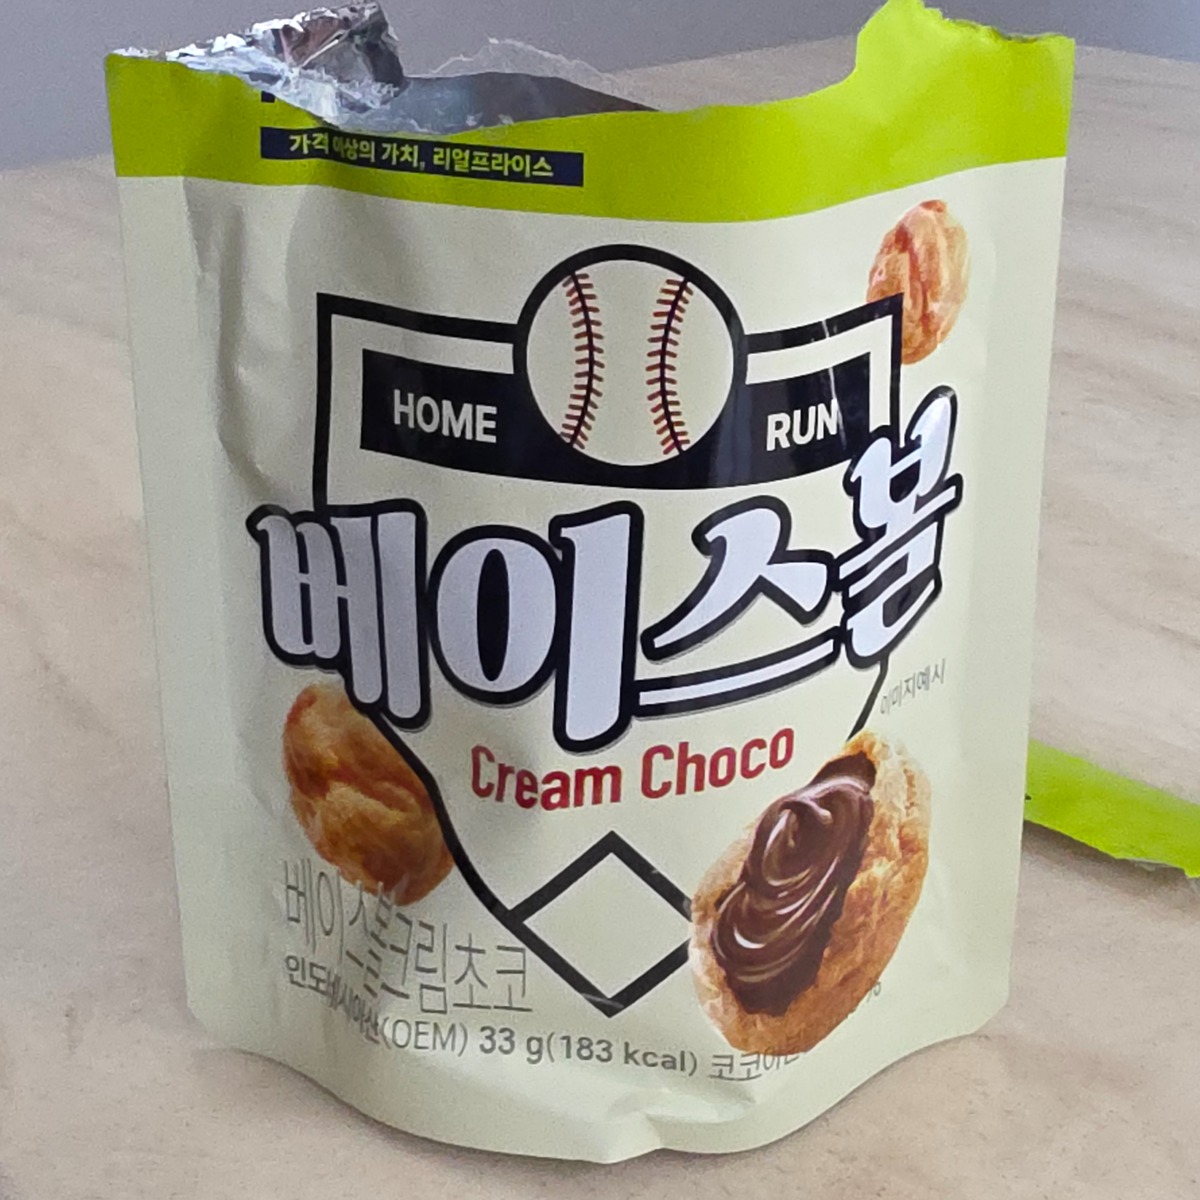 가격 이상의 가치, 리얼프라이스
HOME RUN
베이스볼
이미지예시
Cream Choco
베이스볼크림초코
인도네시아산(OEM) 33 g(183 kcal)